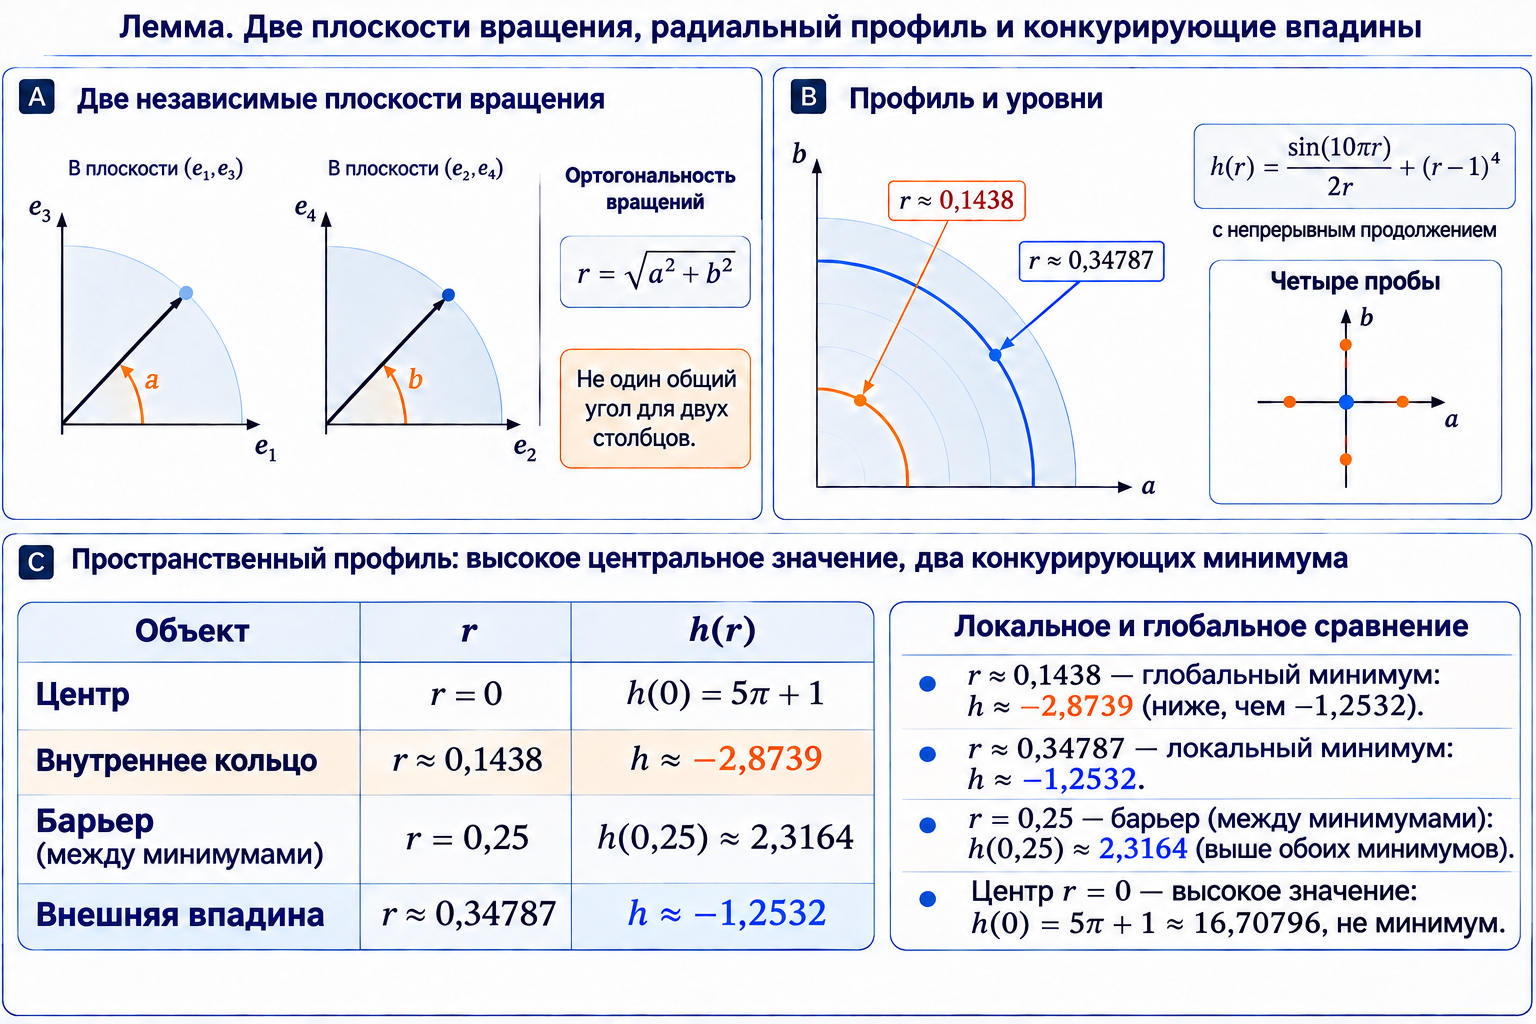 Лемма. Две плоскости вращения, радиальный профиль и конкурирующие впадины
A Две независимые плоскости вращения
В плоскости (e₁,e₃)
e₃
a
e₁
В плоскости (e₂,e₄)
e₄
b
e₂
Ортогональность
вращений
r = √(a² + b²)
Не один общий
угол для двух
столбцов.
B Профиль и уровни
b
r ≈ 0,1438
r ≈ 0,34787
a
h(r) = sin(10πr)/2r + (r − 1)⁴
с непрерывным продолжением
Четыре пробы
b
a
C Пространственный профиль: высокое центральное значение, два конкурирующих минимума
Объект r h(r)
Центр r = 0 h(0) = 5π + 1
Внутреннее кольцо r ≈ 0,1438 h ≈ −2,8739
Барьер
(между минимумами) r = 0,25 h(0,25) ≈ 2,3164
Внешняя впадина r ≈ 0,34787 h ≈ −1,2532
Локальное и глобальное сравнение
r ≈ 0,1438 — глобальный минимум:
h ≈ −2,8739 (ниже, чем −1,2532).
r ≈ 0,34787 — локальный минимум:
h ≈ −1,2532.
r = 0,25 — барьер (между минимумами):
h(0,25) ≈ 2,3164 (выше обоих минимумов).
Центр r = 0 — высокое значение:
h(0) = 5π + 1 ≈ 16,70796, не минимум.